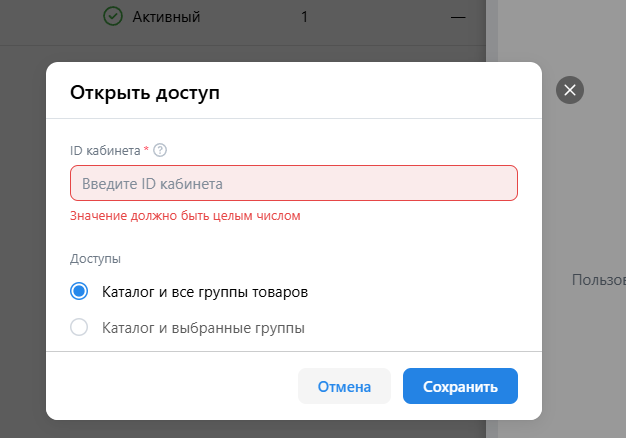 Активный 1 —
Открыть доступ
ID кабинета *
Введите ID кабинета
Значение должно быть целым числом
Доступы
Пользов
Каталог и все группы товаров
Каталог и выбранные группы
Отмена Сохранить